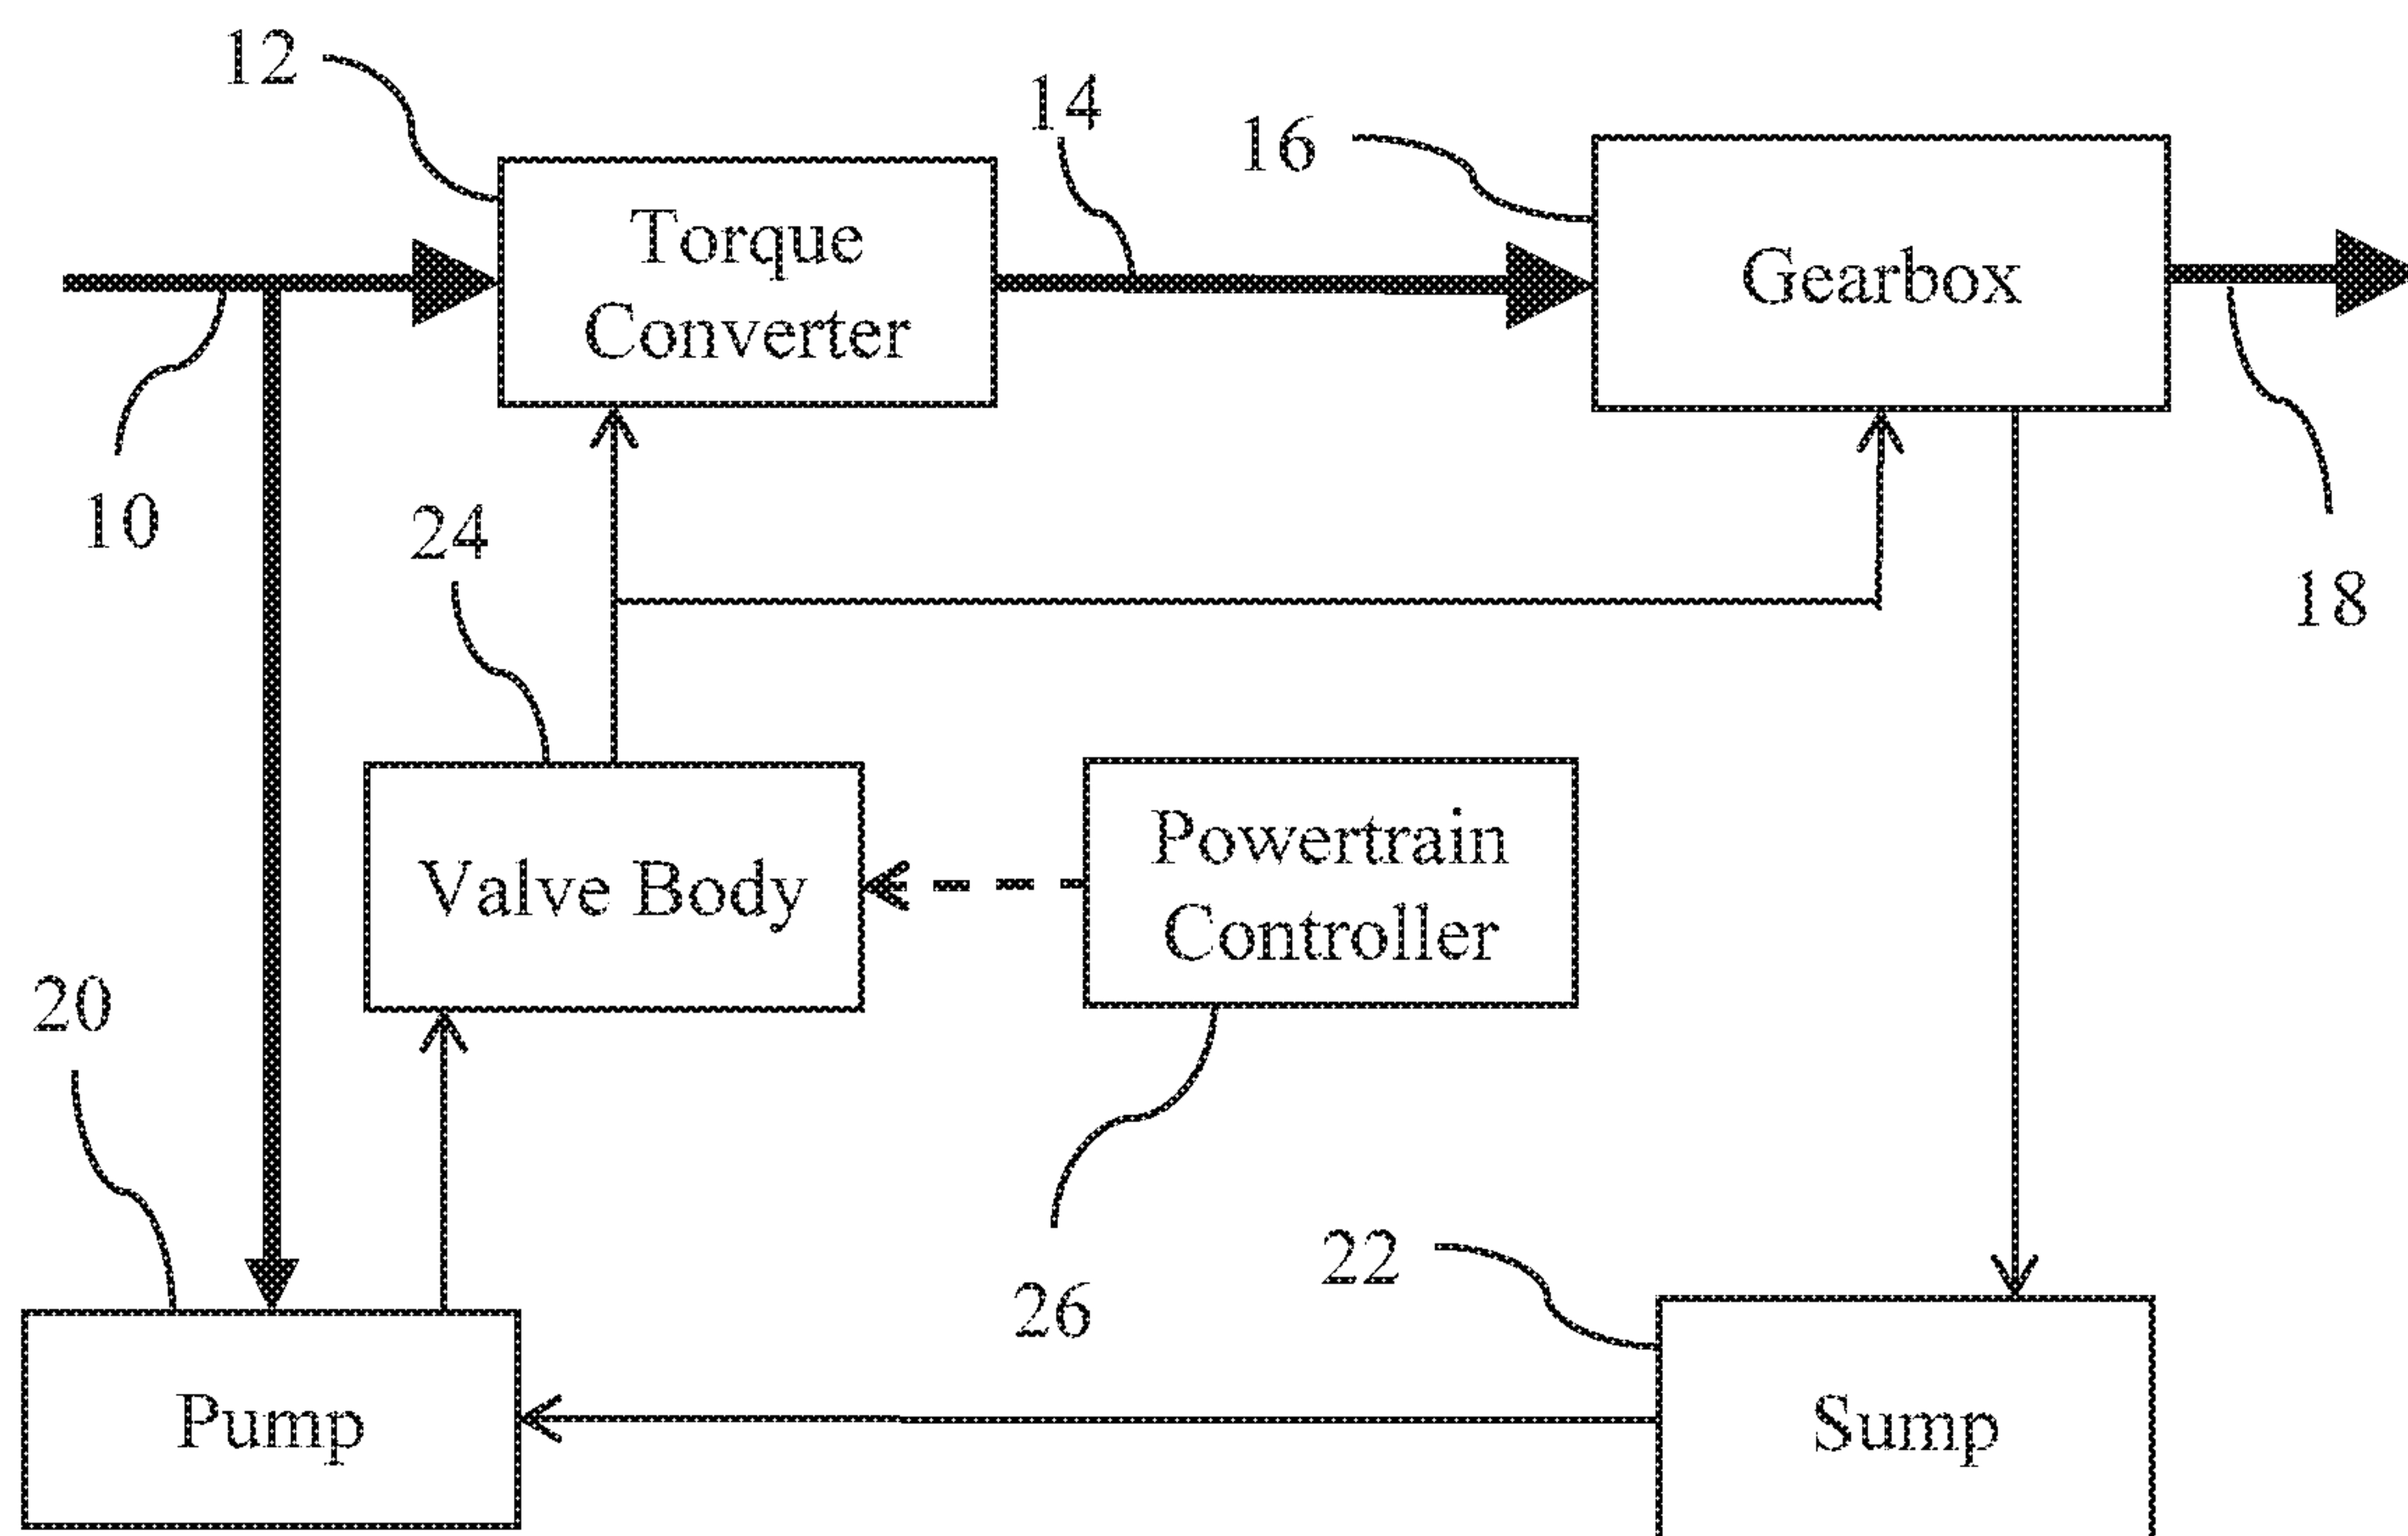 12
14
16
Torque
Converter
Gearbox
10
24
18
Valve Body
Powertrain
Controller
20
22
26
Pump
Sump